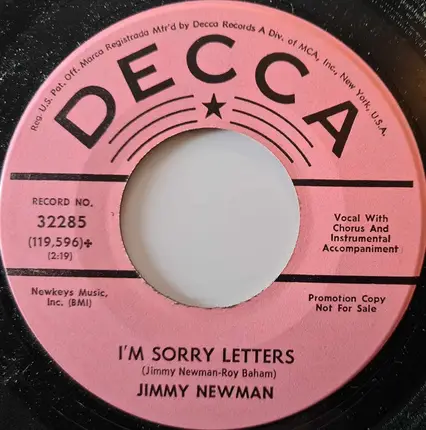 Reg U.S. Pat. Off. Marca Registrada Mfr'd by Decca Records A Div. of MCA, Inc., New York, U.S.A.
DECCA
RECORD NO.
32285
(119,596)+
(2:19)
Vocal With
Chorus And
Instrumental
Accompaniment
Newkeys Music,
Inc. (BMI)
Promotion Copy
Not For Sale
I'M SORRY LETTERS
(Jimmy Newman-Roy Baham)
JIMMY NEWMAN